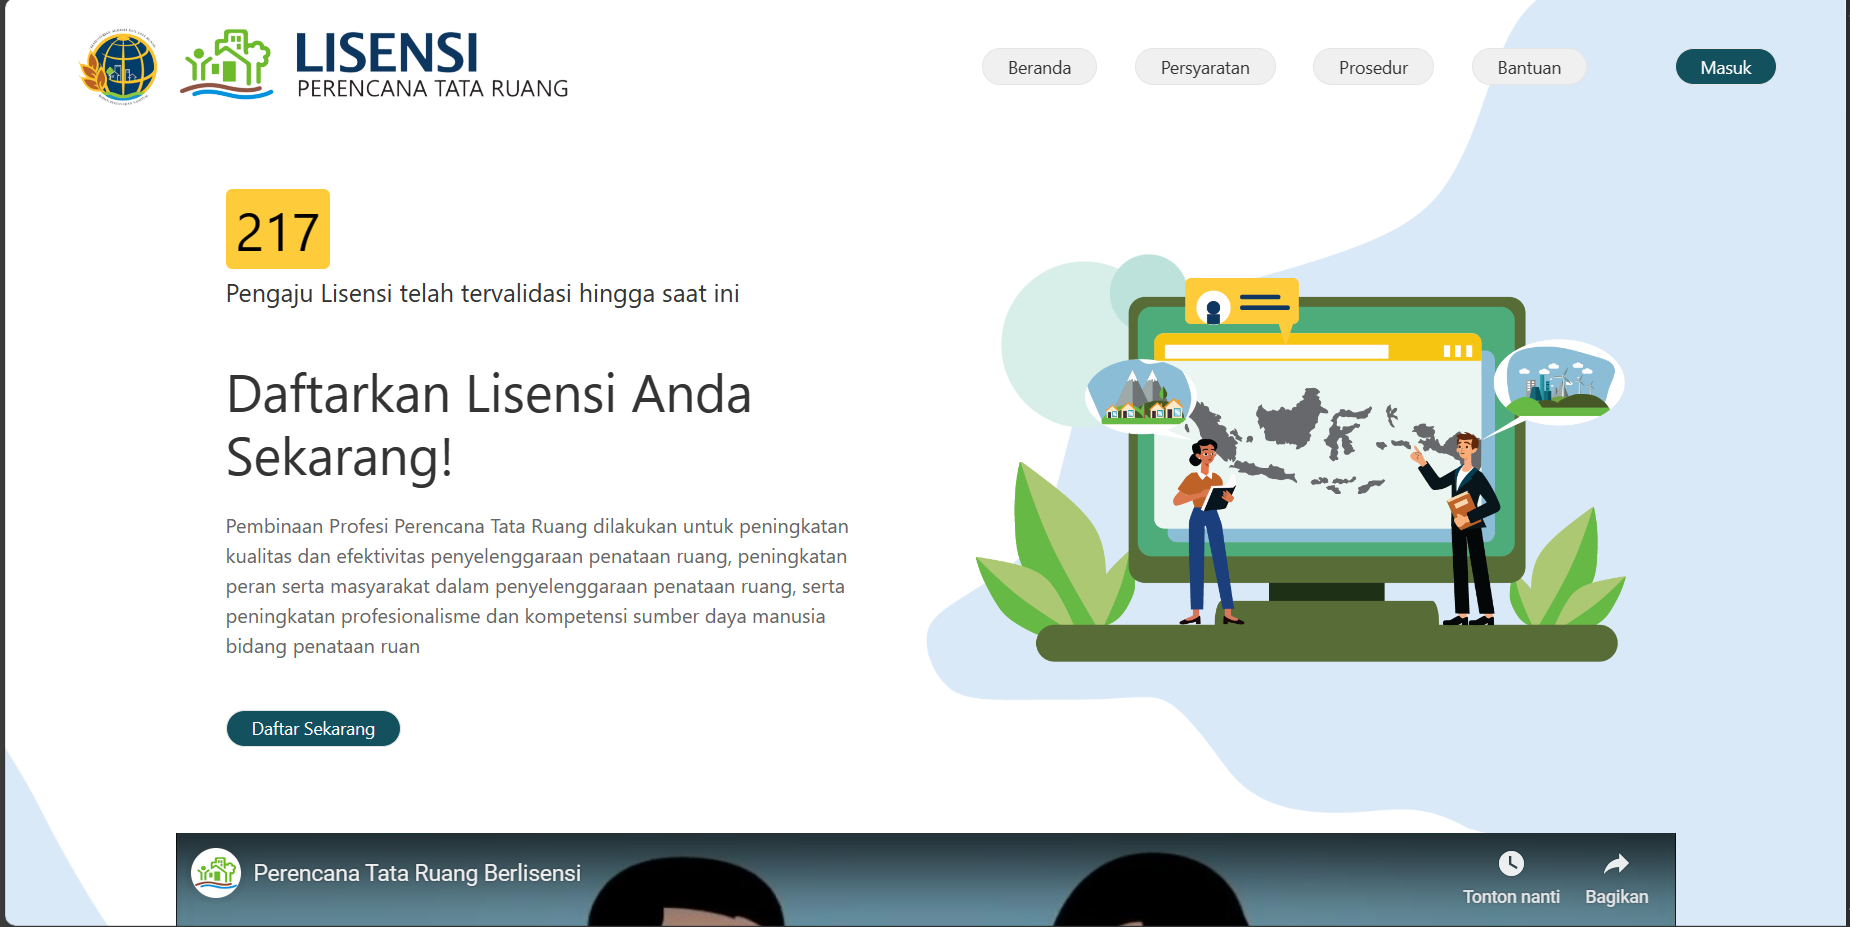 LISENSI
PERENCANA TATA RUANG
Beranda
Persyaratan
Prosedur
Bantuan
Masuk
217
Pengaju Lisensi telah tervalidasi hingga saat ini
Daftarkan Lisensi Anda
Sekarang!
Pembinaan Profesi Perencana Tata Ruang dilakukan untuk peningkatan
kualitas dan efektivitas penyelenggaraan penataan ruang, peningkatan
peran serta masyarakat dalam penyelenggaraan penataan ruang, serta
peningkatan profesionalisme dan kompetensi sumber daya manusia
bidang penataan ruan
Daftar Sekarang
Perencana Tata Ruang Berlisensi
Tonton nanti
Bagikan